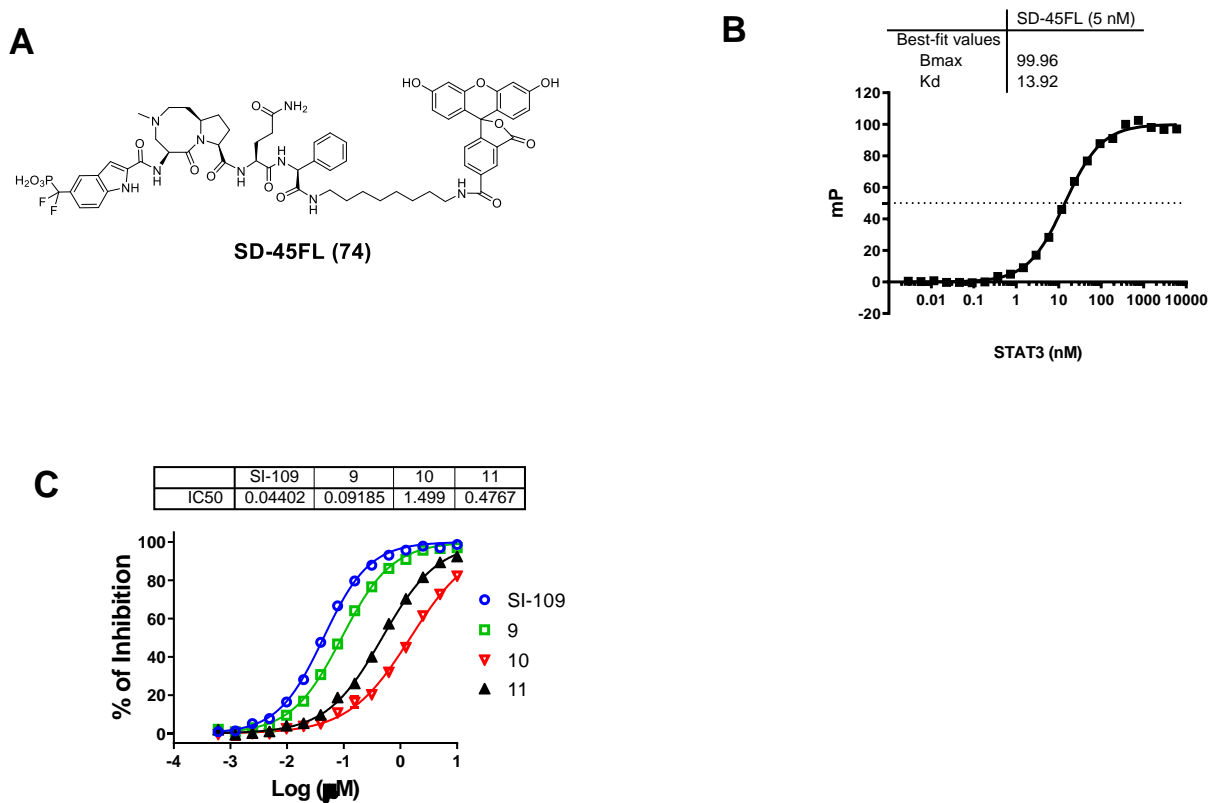 A
H₂O₃P
F
F
O
N
H
NH
N
O
N
O
N
H
O
NH₂
O
H
N
O
N
H
H
N
O
HO
O
OH
O
O
SD-45FL (74)
B
SD-45FL (5 nM)
Best-fit values
Bmax 99.96
Kd 13.92
120
100
80
60
40
20
0
-20
mP
0.01 0.1 1 10 100 1000 10000
STAT3 (nM)
C
SI-109 9 10 11
IC50 0.04402 0.09185 1.499 0.4767
100
80
60
40
20
0
% of Inhibition
-4 -3 -2 -1 0 1
Log (μM)
SI-109
9
10
11